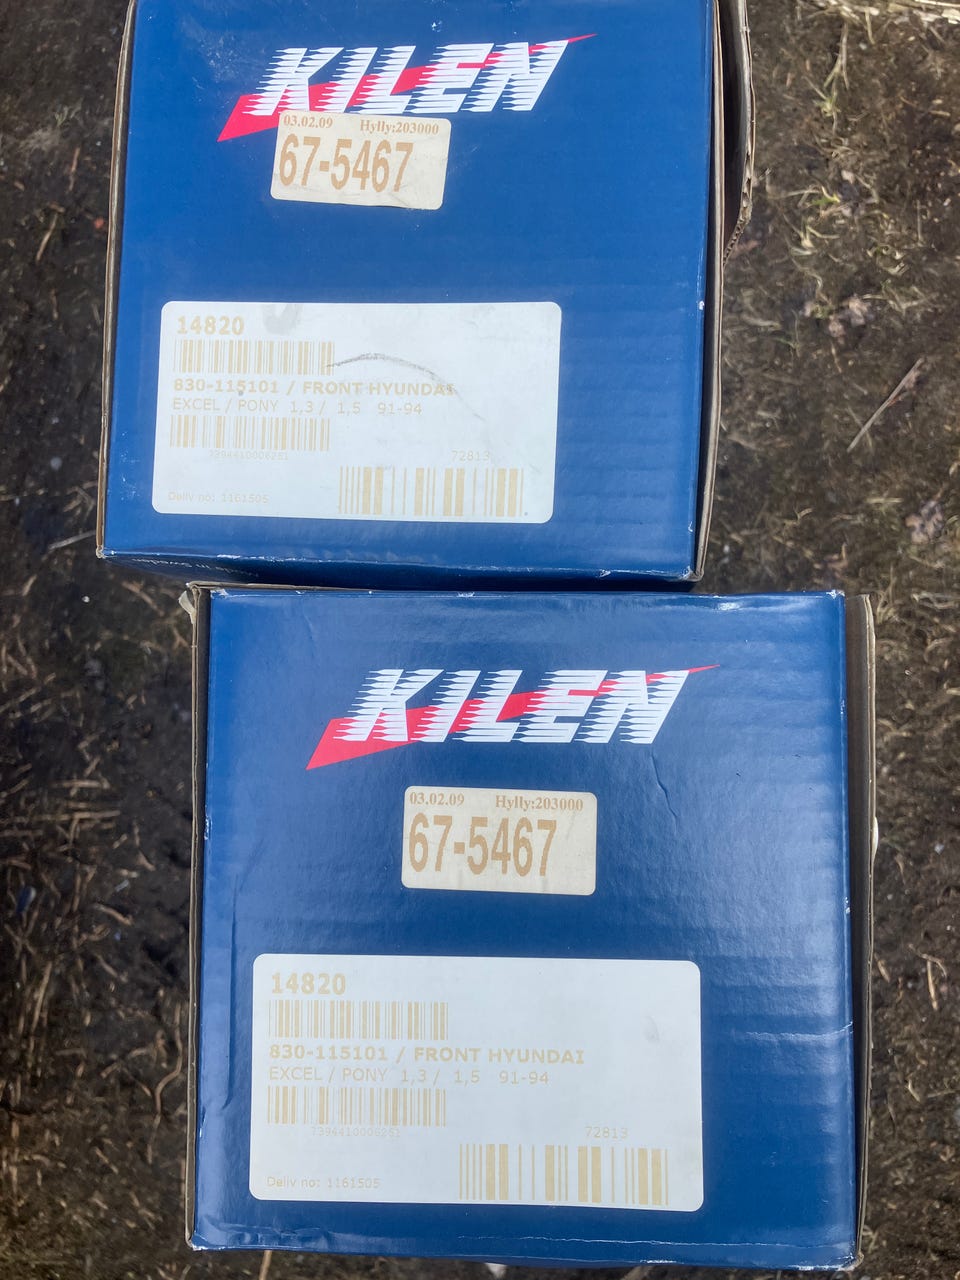 KILEN
03.02.09 Hylly:203000
67-5467
14820
830-115101 / FRONT HYUNDAI
EXCEL / PONY 1,3 / 1,5 91-94
7394410006251
72813
Deliv no: 1161505
KILEN
03.02.09 Hylly:203000
67-5467
14820
830-115101 / FRONT HYUNDAI
EXCEL / PONY 1,3 / 1,5 91-94
7394410006251
72813
Deliv no: 1161505